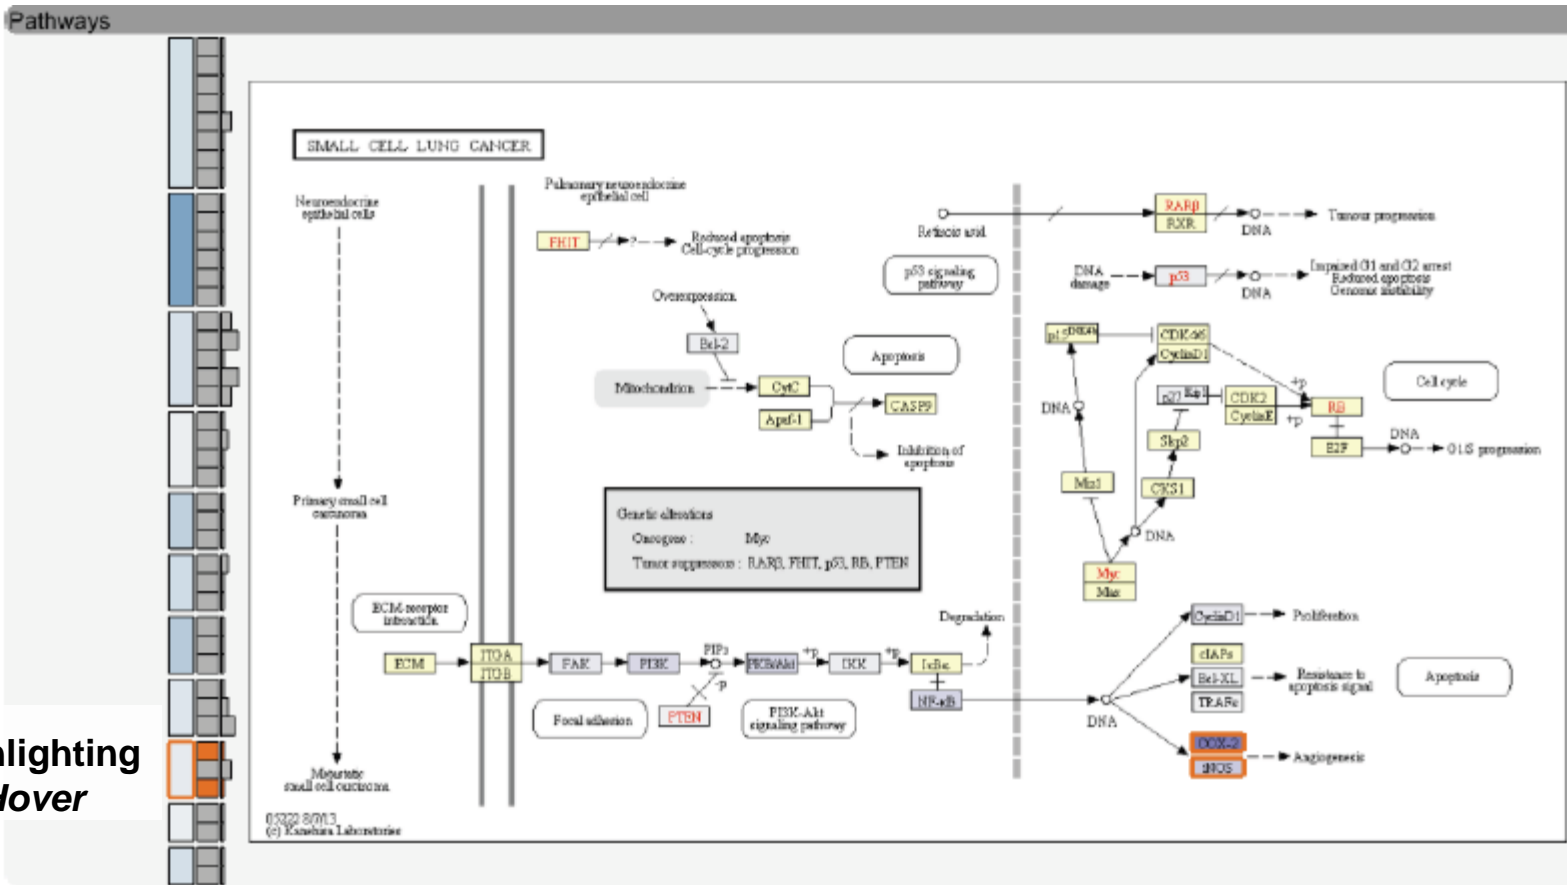 Pathways
SMALL CELL LUNG CANCER
Neuroendocrine
epithelial cells
Pulmonary neuroendocrine
epithelial cell
FHIT
?
Reduced apoptosis
Cell-cycle progression
Retinoic acid
RARβ
RXR
DNA
Tumour progression
p53 signaling
pathway
DNA
damage
p53
DNA
Impaired G1 and G2 arrest
Reduced apoptosis
Genomic instability
Overexpression
Bcl-2
Apoptosis
Mitochondrion
CytC
Apaf-1
CASP9
Inhibition of
apoptosis
CDK4/6
CyclinD1
DNA
p27
CDK2
CyclinE
+p
+p
RB
Cell cycle
Skp2
E2F
DNA
G1/S progression
Miz1
CKS1
DNA
Myc
Max
Primary small cell
carcinoma
Genetic alterations
Oncogene : Myc
Tumor suppressors : RARβ, FHIT, p53, RB, PTEN
ECM-receptor
interaction
ECM
ITGA
ITGB
FAK
PI3K
PIP3
-p
PTEN
PKB/Akt
+p
IKK
+p
IκBα
Degradation
NF-κB
Focal adhesion
PI3K-Akt
signaling pathway
DNA
CyclinD1
Proliferation
cIAPs
Bcl-XL
TRAFs
Resistance to
apoptosis signal
Apoptosis
COX-2
iNOS
Angiogenesis
Metastatic
small cell carcinoma
05222 8/7/13
(c) Kanehisa Laboratories
lighting
Hover